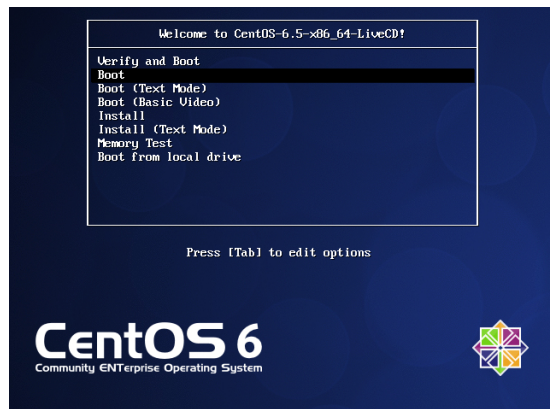 Welcome to CentOS-6.5-x86_64-LiveCD!
Verify and Boot
Boot
Boot (Text Mode)
Boot (Basic Video)
Install
Install (Text Mode)
Memory Test
Boot from local drive
Press [Tab] to edit options
CentOS 6
Community ENTerprise Operating System